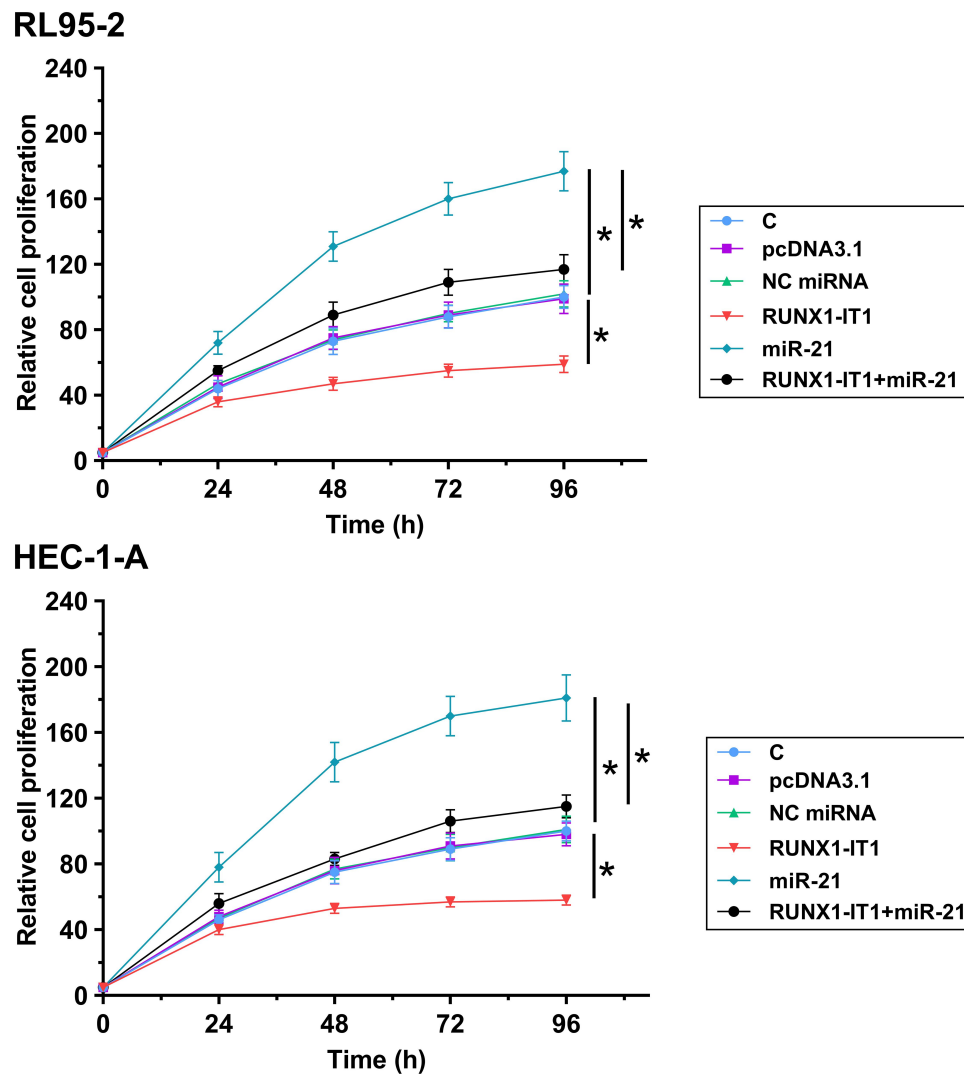 RL95-2
240
200
160
120
80
40
0
Relative cell proliferation
0 24 48 72 96
Time (h)
* *
*
C
pcDNA3.1
NC miRNA
RUNX1-IT1
miR-21
RUNX1-IT1+miR-21
HEC-1-A
240
200
160
120
80
40
0
Relative cell proliferation
0 24 48 72 96
Time (h)
* *
*
C
pcDNA3.1
NC miRNA
RUNX1-IT1
miR-21
RUNX1-IT1+miR-21